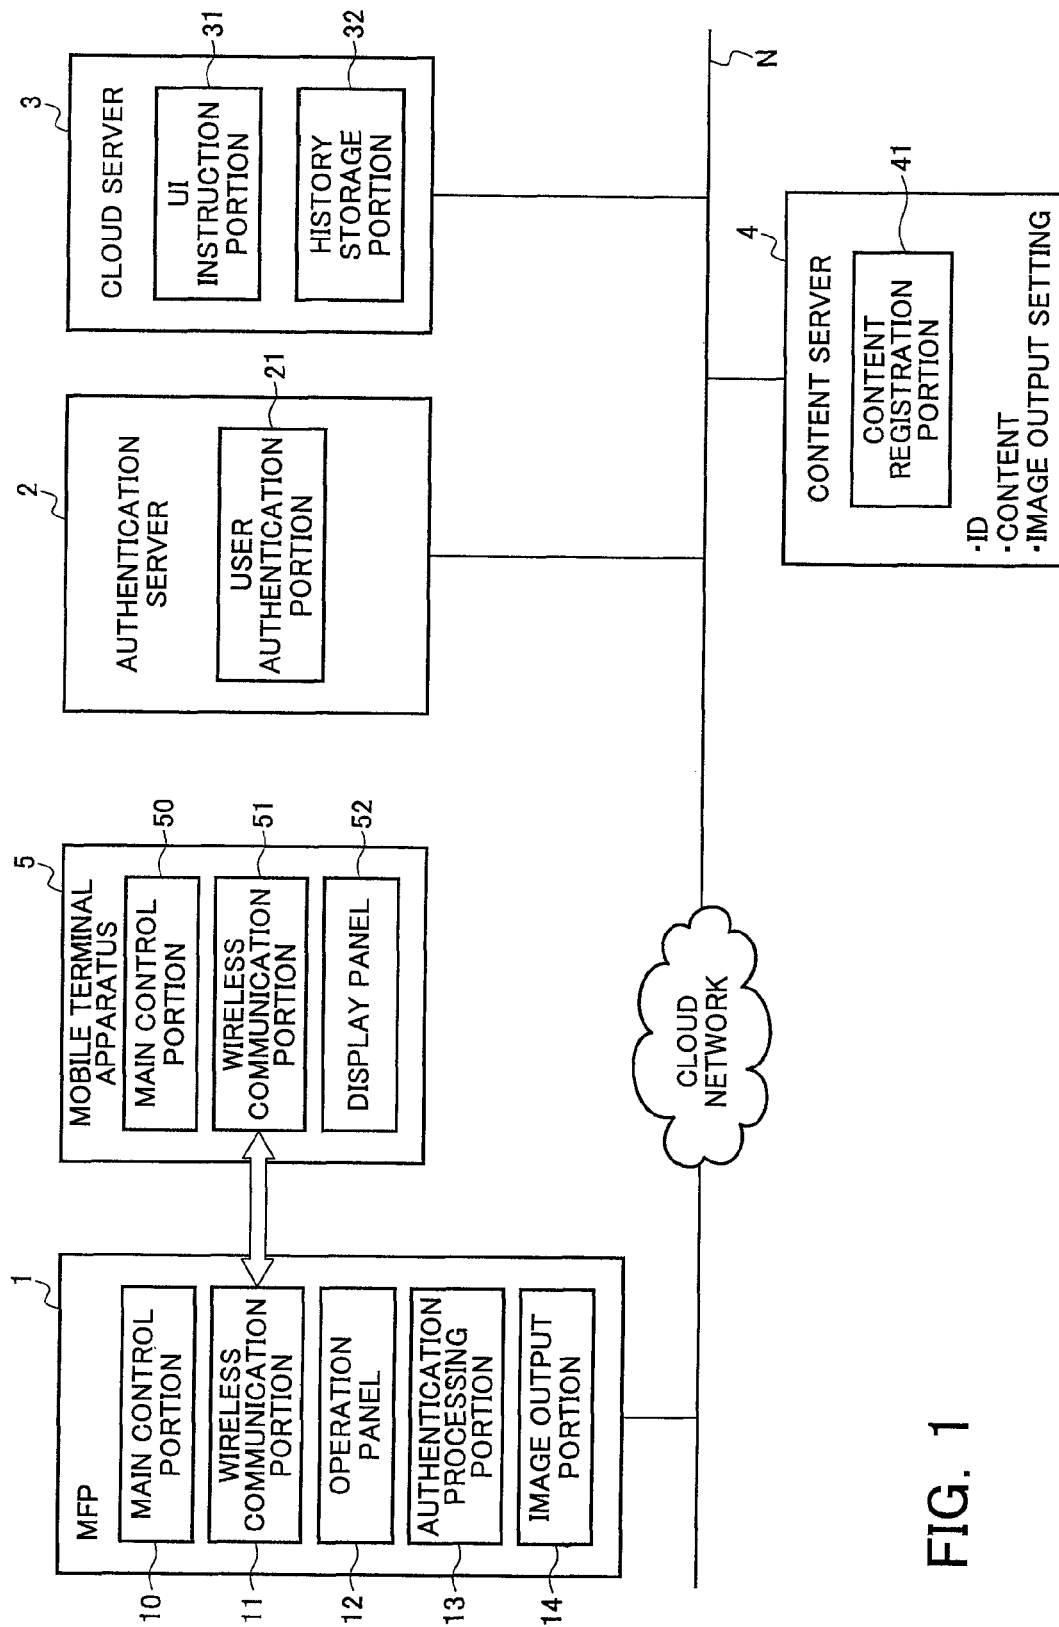 1
MFP
10
MAIN CONTROL
PORTION
11
WIRELESS
COMMUNICATION
PORTION
12
OPERATION
PANEL
13
AUTHENTICATION
PROCESSING
PORTION
14
IMAGE OUTPUT
PORTION
5
MOBILE TERMINAL
APPARATUS
MAIN CONTROL
PORTION
50
WIRELESS
COMMUNICATION
PORTION
51
DISPLAY PANEL
52
2
AUTHENTICATION
SERVER
USER
AUTHENTICATION
PORTION
21
3
CLOUD SERVER
UI
INSTRUCTION
PORTION
31
HISTORY
STORAGE
PORTION
32
CLOUD
NETWORK
N
4
CONTENT SERVER
CONTENT
REGISTRATION
PORTION
41
·ID
·CONTENT
·IMAGE OUTPUT SETTING
FIG. 1